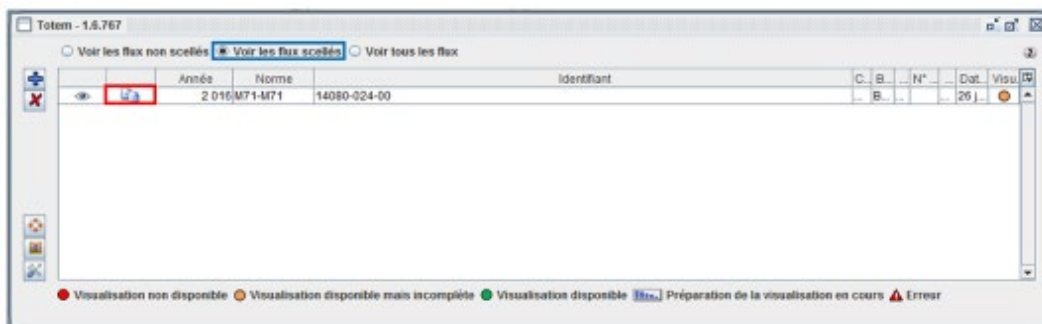 Totem - 1.6.767
Voir les flux non scellés Voir les flux scellés Voir tous les flux
Année Norme Identifiant C... B... ... N° ... ... Dat... Visu...
2 016 M71-M71 14080-024-00 ... B... ... ... 26 j...
Visualisation non disponible Visualisation disponible mais incomplète Visualisation disponible Préparation de la visualisation en cours Erreur